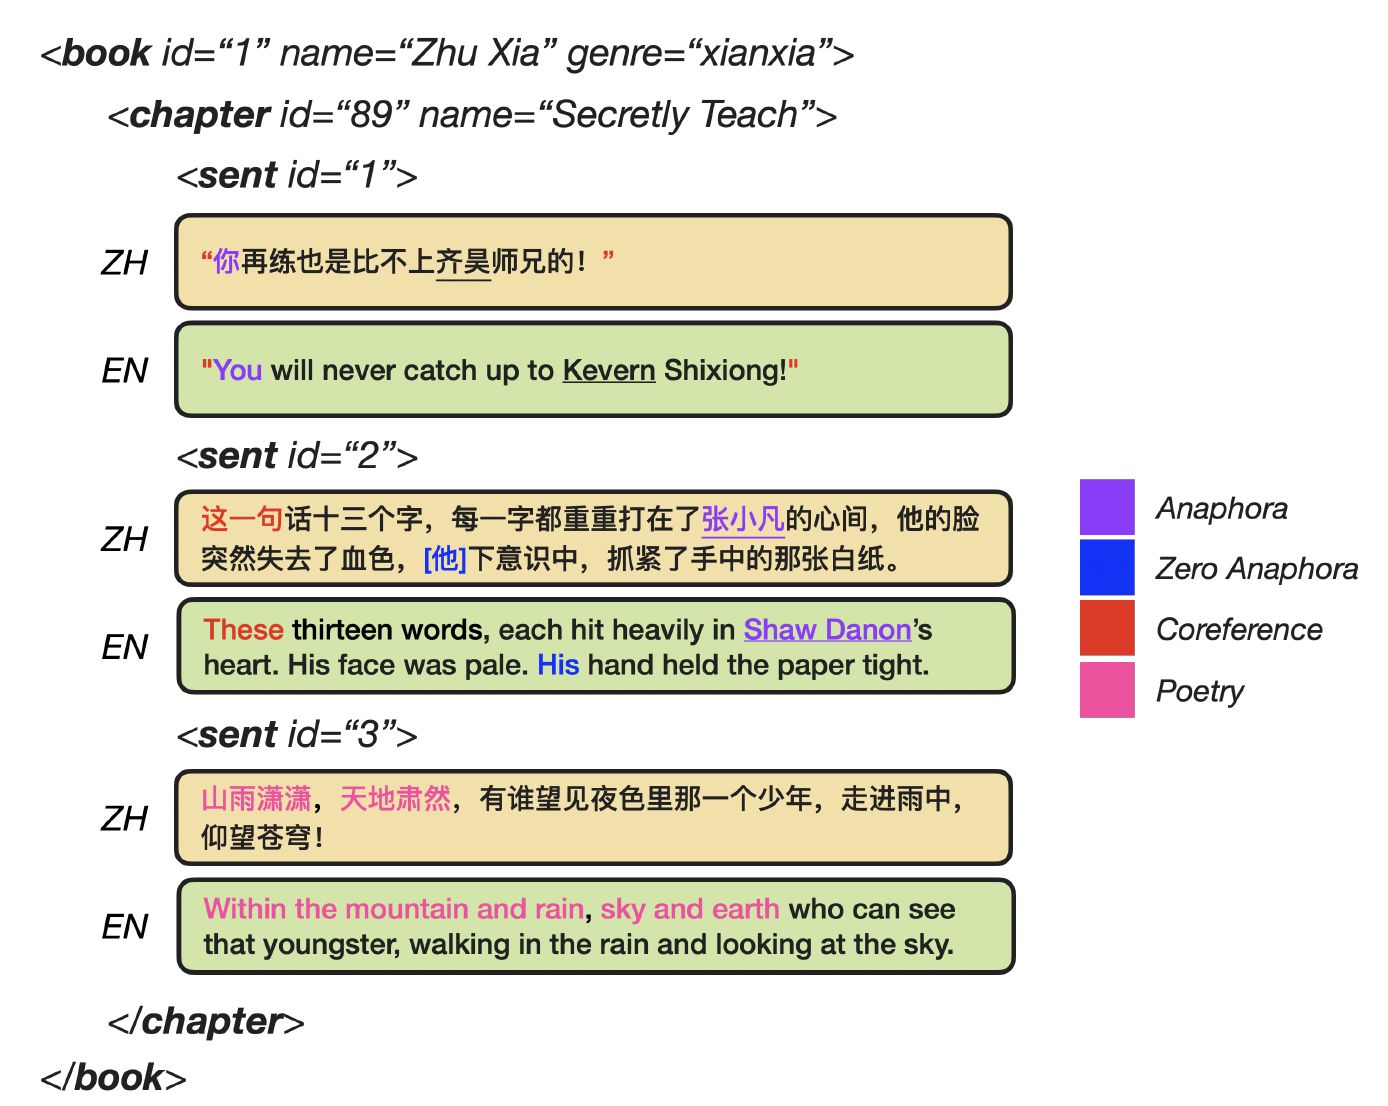 <book id=“1” name=“Zhu Xia” genre=“xianxia”>
<chapter id=“89” name=“Secretly Teach”>
<sent id=“1”>
ZH
“你再练也是比不上齐昊师兄的！”
EN
"You will never catch up to Kevern Shixiong!"
<sent id=“2”>
ZH
这一句话十三个字，每一字都重重打在了张小凡的心间，他的脸
突然失去了血色，[他]下意识中，抓紧了手中的那张白纸。
EN
These thirteen words, each hit heavily in Shaw Danon’s
heart. His face was pale. His hand held the paper tight.
<sent id=“3”>
ZH
山雨潇潇，天地肃然，有谁望见夜色里那一个少年，走进雨中，
仰望苍穹！
EN
Within the mountain and rain, sky and earth who can see
that youngster, walking in the rain and looking at the sky.
</chapter>
</book>
Anaphora
Zero Anaphora
Coreference
Poetry